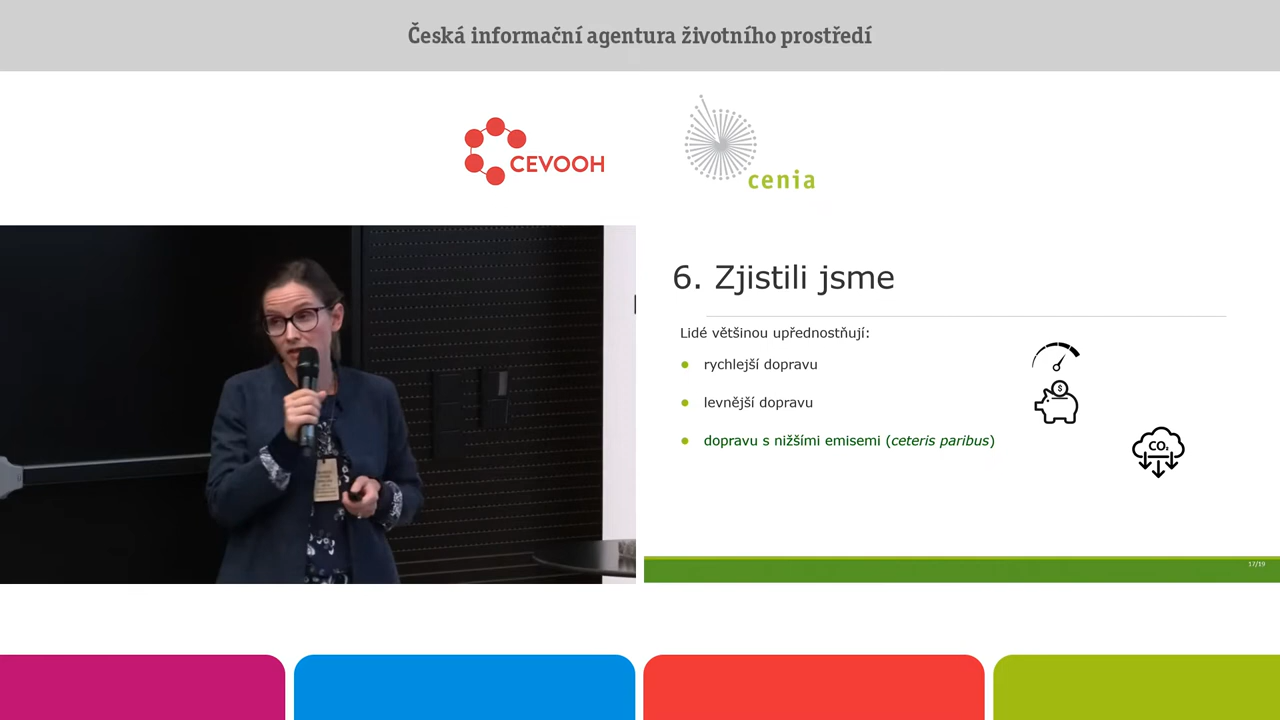 Česká informační agentura životního prostředí
CEVOOH
cenia
6. Zjistili jsme
Lidé většinou upřednostňují:
rychlejší dopravu
levnější dopravu
dopravu s nižšími emisemi (ceteris paribus)
$
CO₂
17/19